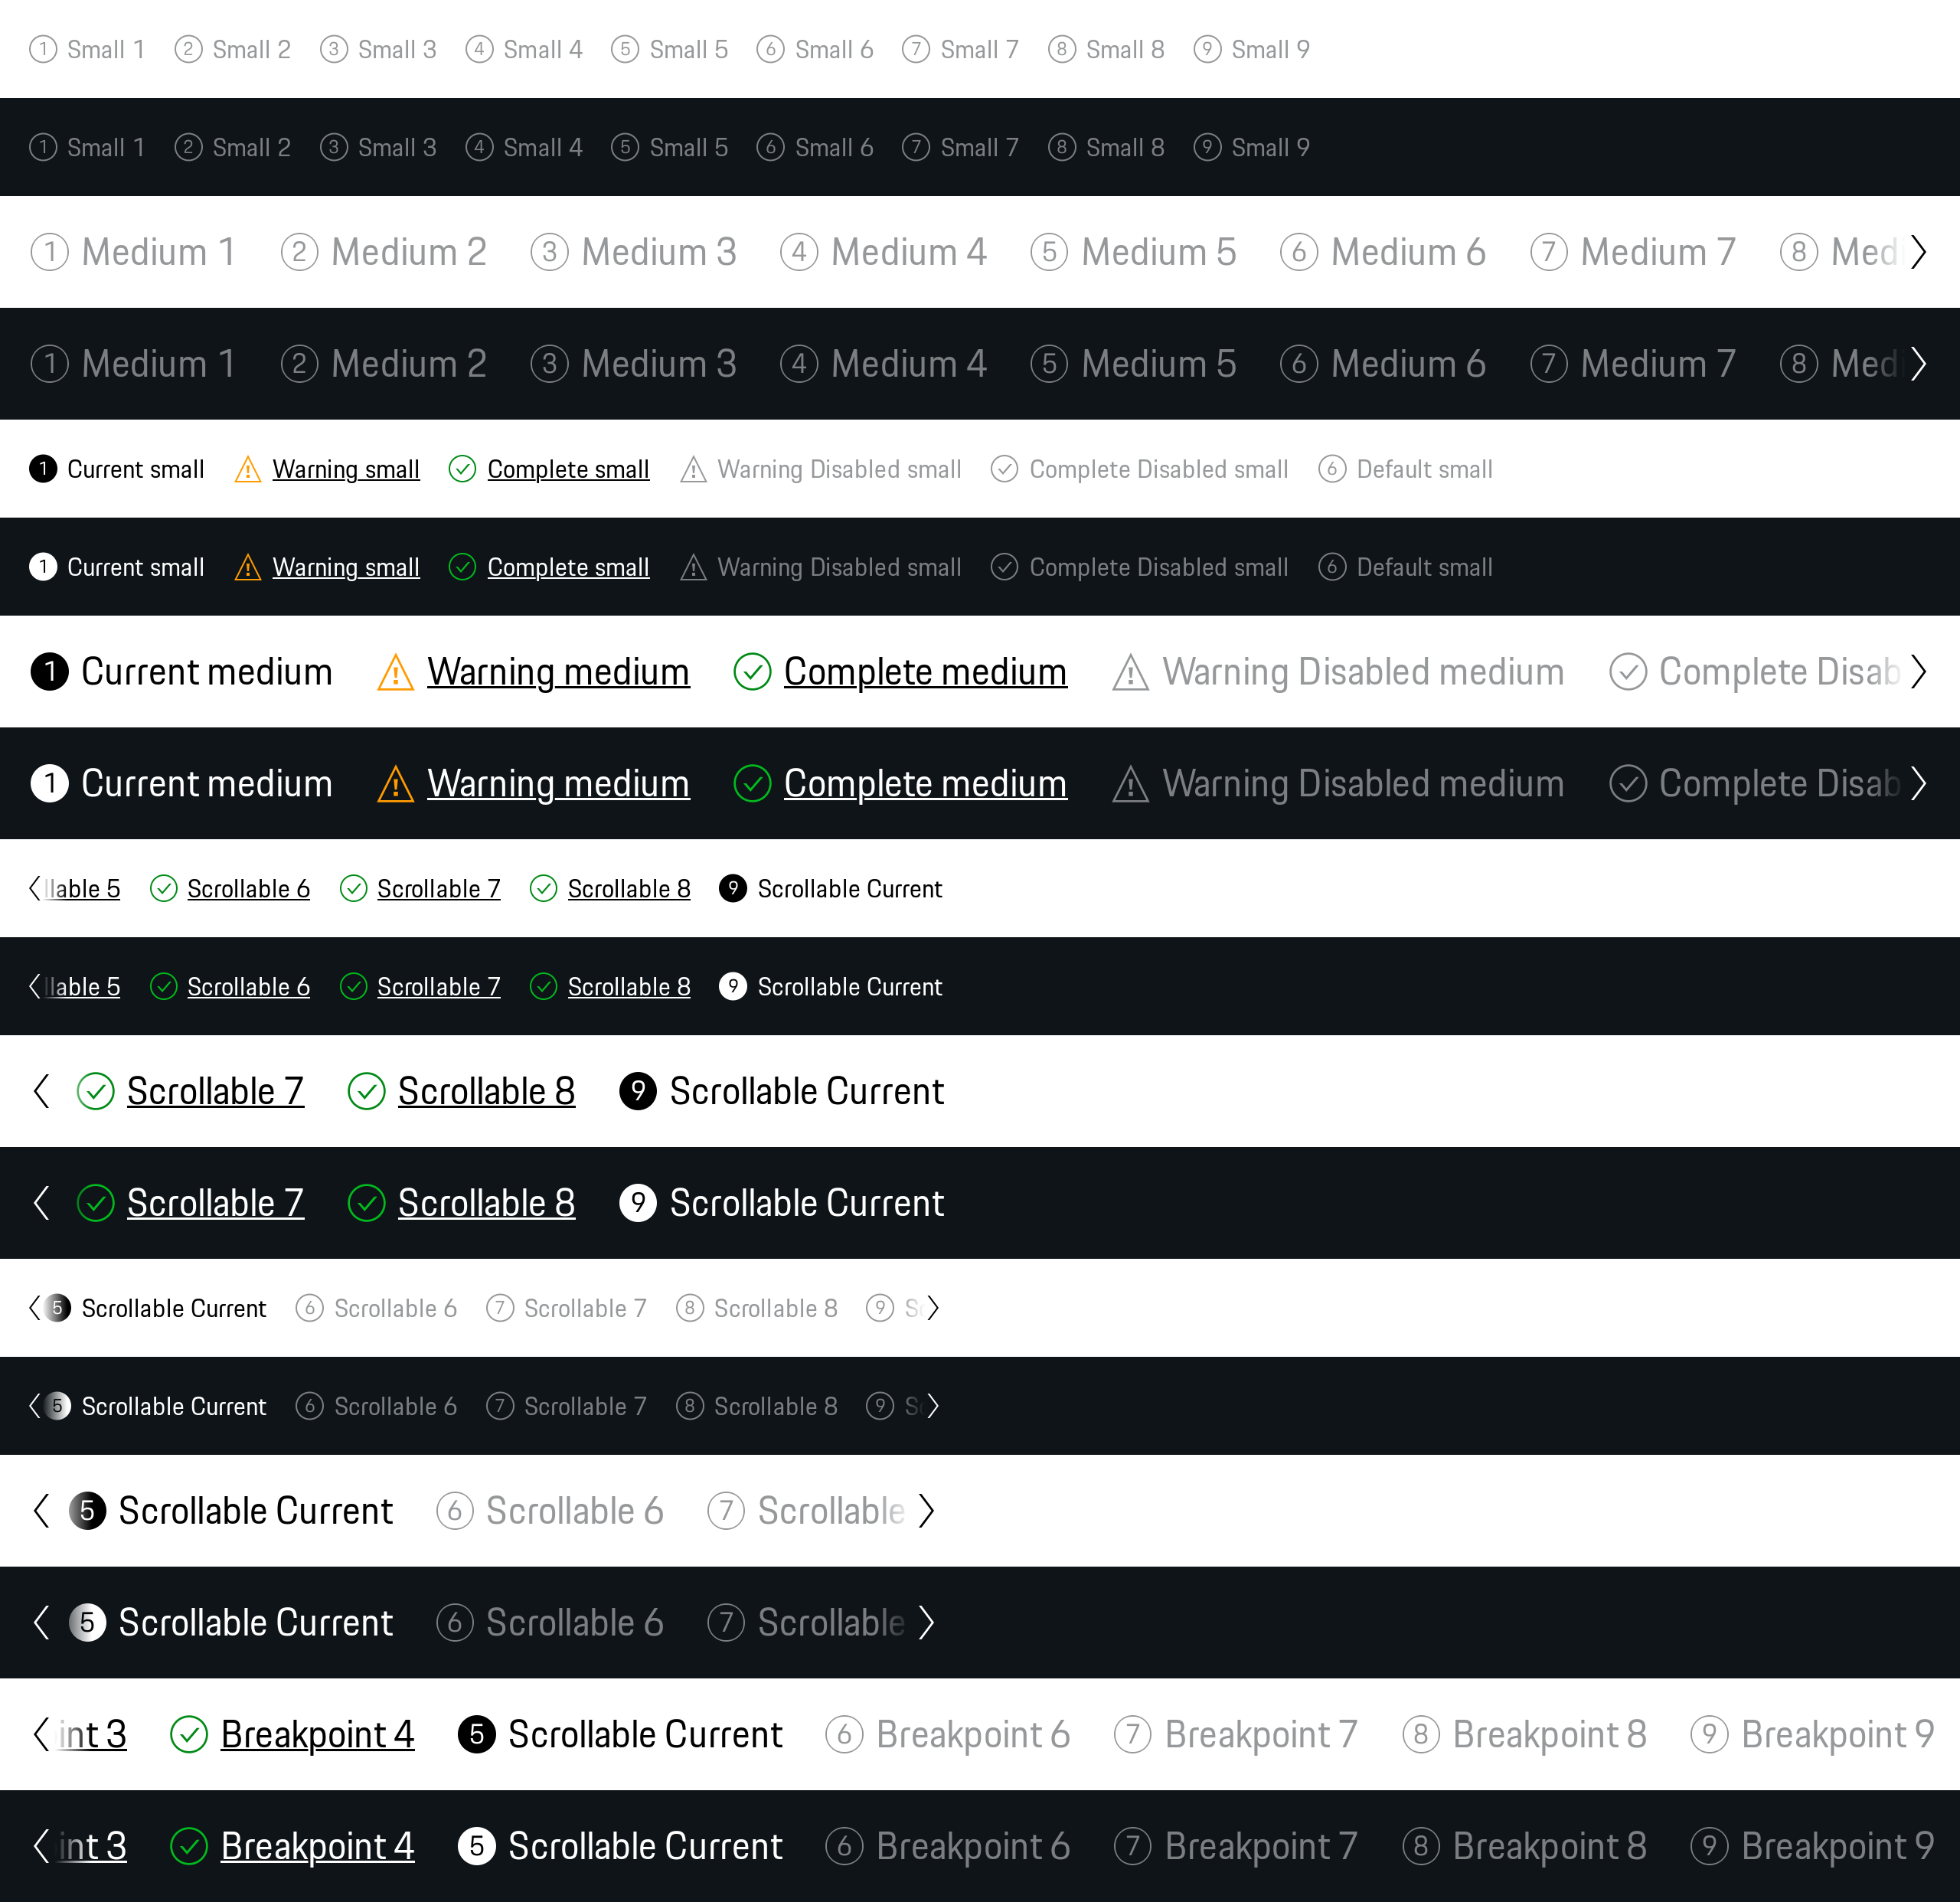 1 Small 1 2 Small 2 3 Small 3 4 Small 4 5 Small 5 6 Small 6 7 Small 7 8 Small 8 9 Small 9
1 Small 1 2 Small 2 3 Small 3 4 Small 4 5 Small 5 6 Small 6 7 Small 7 8 Small 8 9 Small 9
1 Medium 1 2 Medium 2 3 Medium 3 4 Medium 4 5 Medium 5 6 Medium 6 7 Medium 7 8 Medi
1 Medium 1 2 Medium 2 3 Medium 3 4 Medium 4 5 Medium 5 6 Medium 6 7 Medium 7 8 Medi
1 Current small ! Warning small Complete small ! Warning Disabled small Complete Disabled small 6 Default small
1 Current small ! Warning small Complete small ! Warning Disabled small Complete Disabled small 6 Default small
1 Current medium ! Warning medium Complete medium ! Warning Disabled medium Complete Disab
1 Current medium ! Warning medium Complete medium ! Warning Disabled medium Complete Disab
llable 5 Scrollable 6 Scrollable 7 Scrollable 8 9 Scrollable Current
llable 5 Scrollable 6 Scrollable 7 Scrollable 8 9 Scrollable Current
Scrollable 7 Scrollable 8 9 Scrollable Current
Scrollable 7 Scrollable 8 9 Scrollable Current
5 Scrollable Current 6 Scrollable 6 7 Scrollable 7 8 Scrollable 8 9 Sc
5 Scrollable Current 6 Scrollable 6 7 Scrollable 7 8 Scrollable 8 9 Sc
5 Scrollable Current 6 Scrollable 6 7 Scrollable
5 Scrollable Current 6 Scrollable 6 7 Scrollable
int 3 Breakpoint 4 5 Scrollable Current 6 Breakpoint 6 7 Breakpoint 7 8 Breakpoint 8 9 Breakpoint 9
int 3 Breakpoint 4 5 Scrollable Current 6 Breakpoint 6 7 Breakpoint 7 8 Breakpoint 8 9 Breakpoint 9